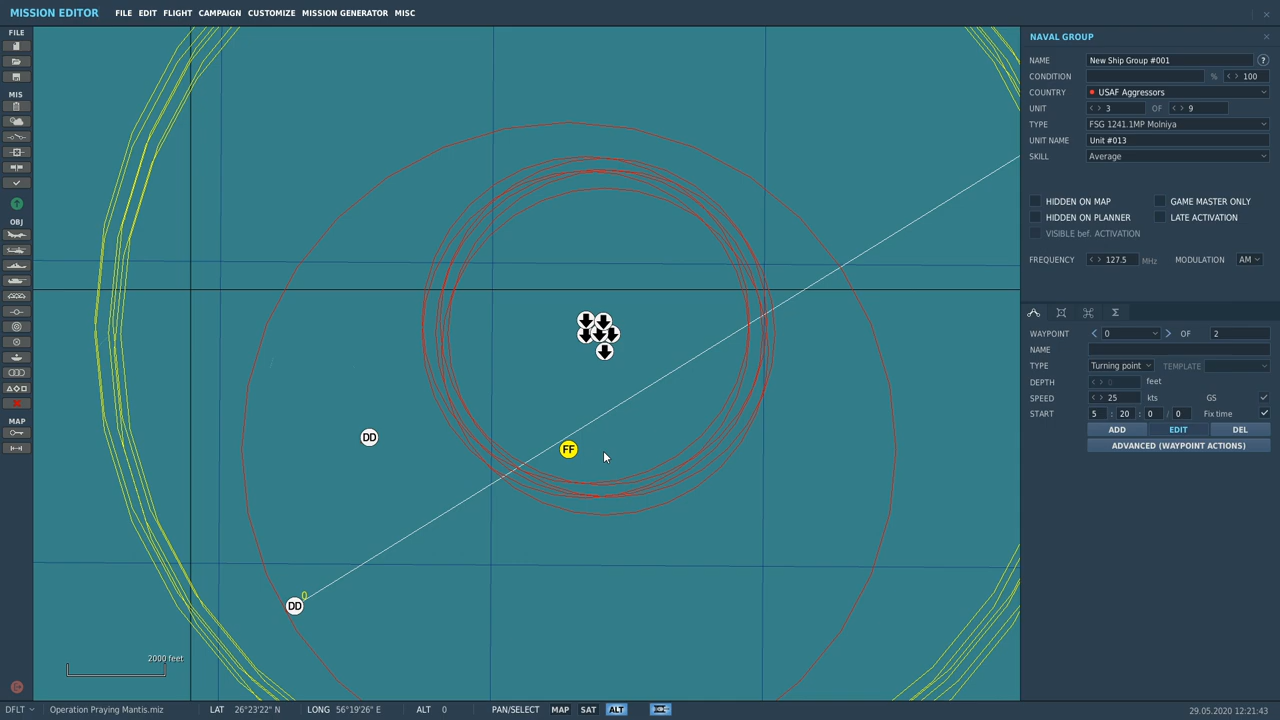 MISSION EDITOR FILE EDIT FLIGHT CAMPAIGN CUSTOMIZE MISSION GENERATOR MISC
FILE
MIS
OBJ
MAP
DD
FF
DD
0
2000 feet
NAVAL GROUP
NAME New Ship Group #001 ?
CONDITION % < > 100
COUNTRY USAF Aggressors
UNIT < > 3 OF < > 9
TYPE FSG 1241.1MP Molniya
UNIT NAME Unit #013
SKILL Average
HIDDEN ON MAP GAME MASTER ONLY
HIDDEN ON PLANNER LATE ACTIVATION
VISIBLE bef. ACTIVATION
FREQUENCY < > 127.5 MHz MODULATION AM
WAYPOINT < 0 > OF 2
NAME
TYPE Turning point TEMPLATE
DEPTH < > 0 feet
SPEED < > 25 kts GS
START 5 : 20 : 0 / 0 Fix time
ADD EDIT DEL
ADVANCED (WAYPOINT ACTIONS)
DFLT Operation Praying Mantis.miz LAT 26°23'22" N LONG 56°19'26" E ALT 0 PAN/SELECT MAP SAT ALT 29.05.2020 12:21:43